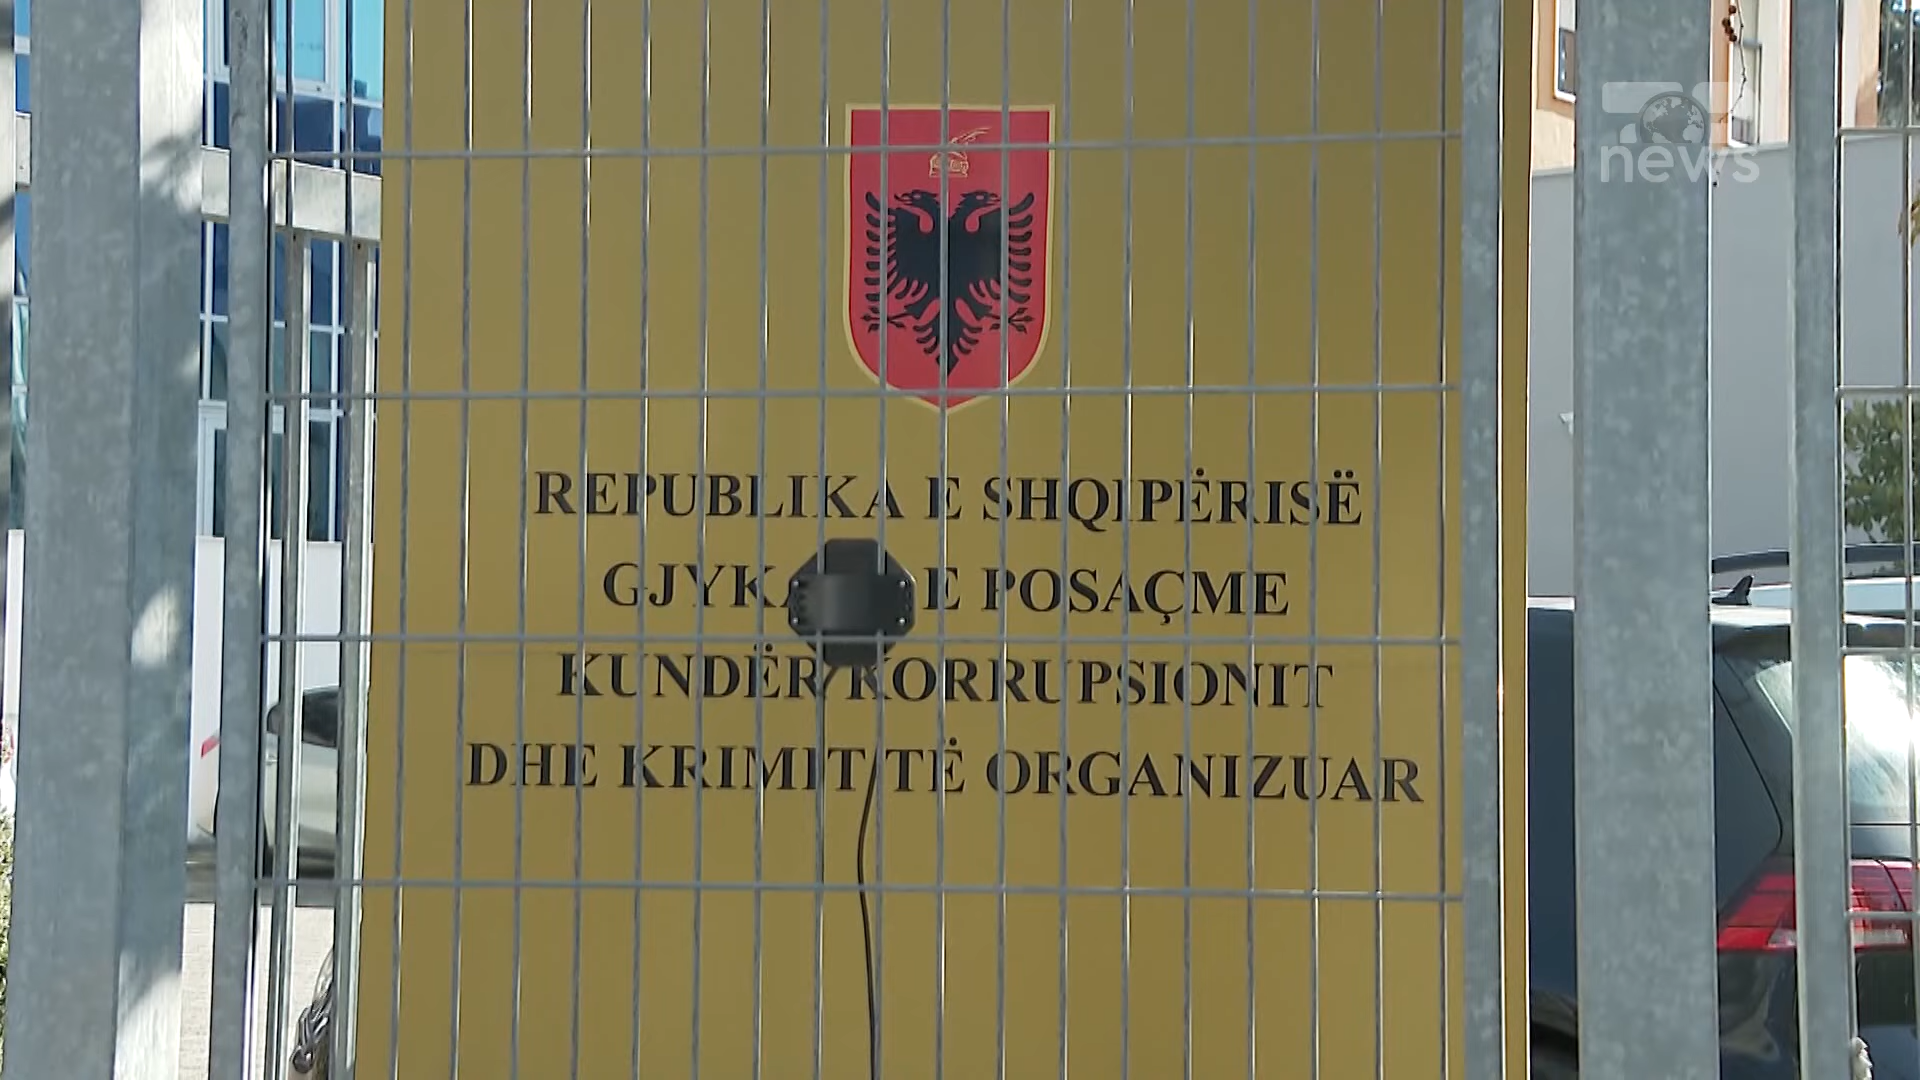 news
REPUBLIKA E SHQIPËRISË
E POSAÇME
KUNDËR KORRUPSIONIT
DHE KRIMIT TË ORGANIZUAR